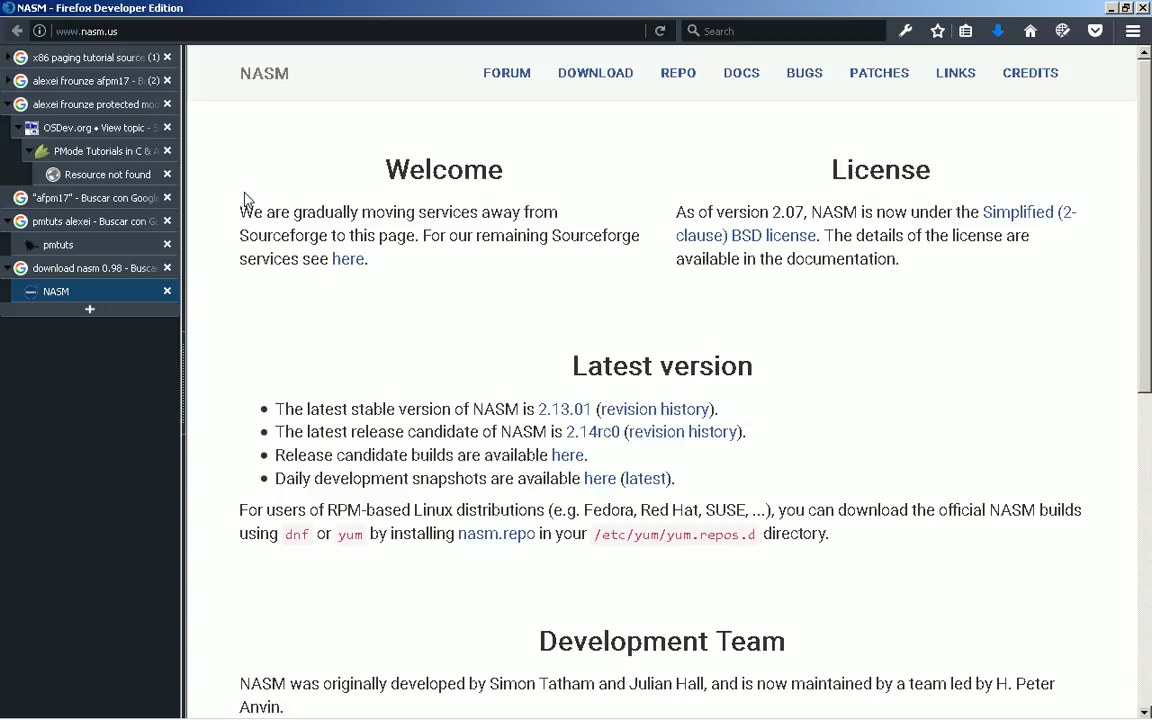 NASM - Firefox Developer Edition
www.nasm.us
Search
x86 paging tutorial source (1)
alexei frounze afpm17 - B (2)
alexei frounze protected mo
OSDev.org • View topic - S
PMode Tutorials in C &
Resource not found
"afpm17" - Buscar con Googl
pmtuts alexei - Buscar con G
pmtuts
download nasm 0.98 - Busc
NASM
NASM
FORUM DOWNLOAD REPO DOCS BUGS PATCHES LINKS CREDITS
Welcome
We are gradually moving services away from
Sourceforge to this page. For our remaining Sourceforge
services see here.
License
As of version 2.07, NASM is now under the Simplified (2-
clause) BSD license. The details of the license are
available in the documentation.
Latest version
The latest stable version of NASM is 2.13.01 (revision history).
The latest release candidate of NASM is 2.14rc0 (revision history).
Release candidate builds are available here.
Daily development snapshots are available here (latest).
For users of RPM-based Linux distributions (e.g. Fedora, Red Hat, SUSE, ...), you can download the official NASM builds
using dnf or yum by installing nasm.repo in your /etc/yum/yum.repos.d directory.
Development Team
NASM was originally developed by Simon Tatham and Julian Hall, and is now maintained by a team led by H. Peter
Anvin.